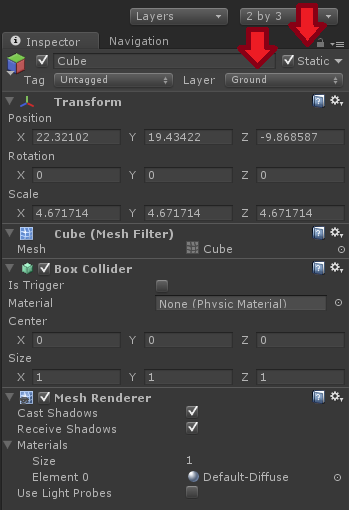 Layers 2 by 3
Inspector Navigation
Cube Static
Tag Untagged Layer Ground
Transform
Position
X 22.32102 Y 19.43422 Z -9.868587
Rotation
X 0 Y 0 Z 0
Scale
X 4.671714 Y 4.671714 Z 4.671714
Cube (Mesh Filter)
Mesh Cube
Box Collider
Is Trigger
Material None (Physic Material)
Center
X 0 Y 0 Z 0
Size
X 1 Y 1 Z 1
Mesh Renderer
Cast Shadows
Receive Shadows
Materials
Size 1
Element 0 Default-Diffuse
Use Light Probes